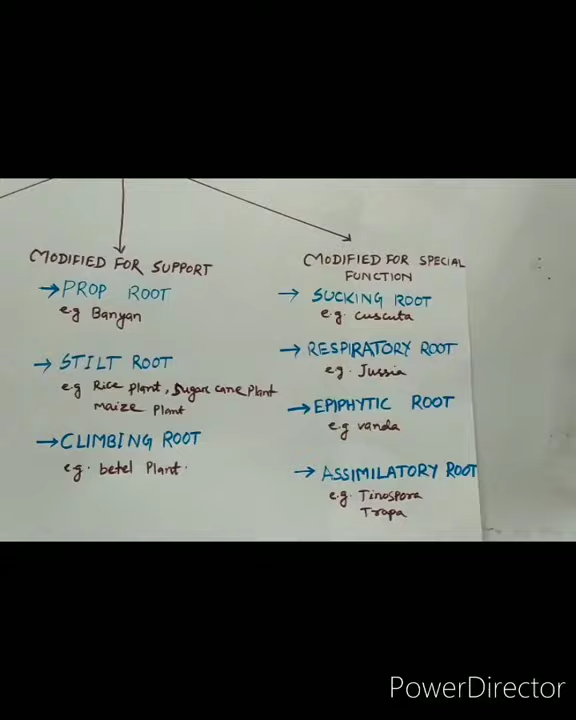 MODIFIED FOR SUPPORT
→ PROP ROOT
e.g Banyan
→ STILT ROOT
e.g Rice plant, Sugar cane plant
maize plant
→ CLIMBING ROOT
e.g. betel plant.
MODIFIED FOR SPECIAL
FUNCTION
→ SUCKING ROOT
e.g. cuscuta
→ RESPIRATORY ROOT
e.g. Jussia
→ EPIPHYTIC ROOT
e.g vanda
→ ASSIMILATORY ROOT
e.g. Tinospora
Trapa
PowerDirector